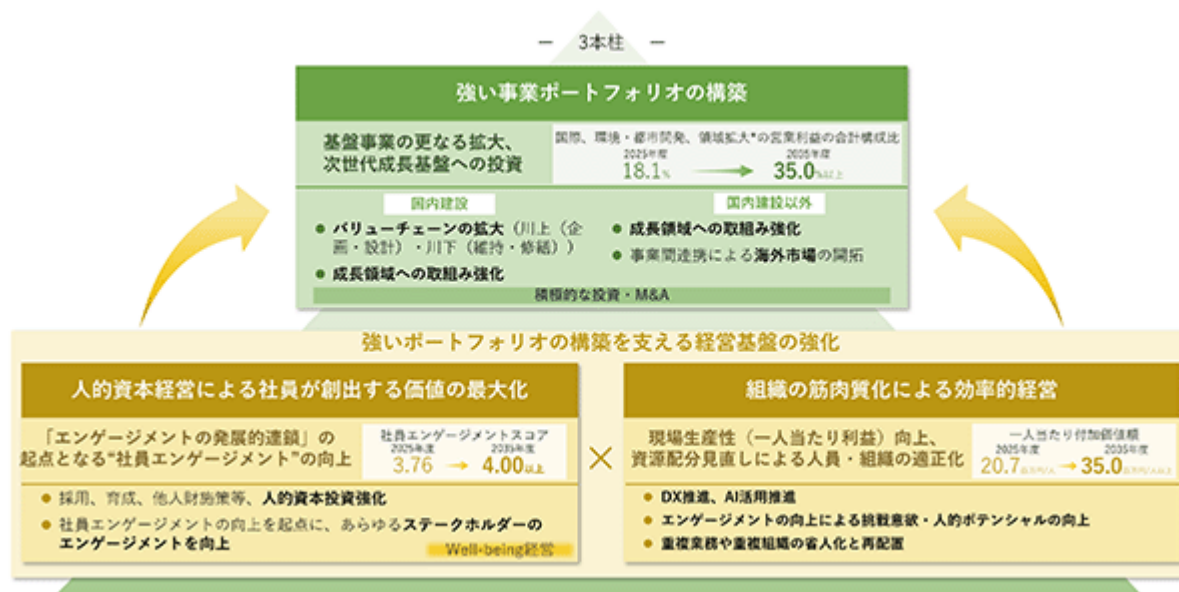 3本柱
強い事業ポートフォリオの構築
基盤事業の更なる拡大、
次世代成長基盤への投資
国際、環境・都市開発、領域拡大*の営業利益の会計構成比
2025年度
2035年度
18.1%
35.0%以上
国内建設
バリューチェーンの拡大(川上(企
画・設計)・川下(維持・修繕))
成長領域への取組み強化
国内建設以外
成長領域への取組み強化
事業間連携による海外市場の開拓
積極的な投資・M&A
強いポートフォリオの構築を支える経営基盤の強化
人的資本経営による社員が創出する価値の最大化
「エンゲージメントの発展的連鎖」の
起点となる“社員エンゲージメント”の向上
社員エンゲージメントスコア
2025年度
2035年度
3.76
4.00以上
採用、育成、他人財施策等、人的資本投資強化
社員エンゲージメントの向上を起点に、あらゆるステークホルダーの
エンゲージメントを向上
Well-being経営
×
組織の筋肉質化による効率的経営
現場生産性(一人当たり利益)向上、
資源配分見直しによる人員・組織の適正化
一人当たり付加価値額
2025年度
2035年度
20.7百万円/人
35.0百万円/人以上
DX推進、AI活用推進
エンゲージメントの向上による挑戦意欲・人的ポテンシャルの向上
重複業務や重複組織の省人化と再配置